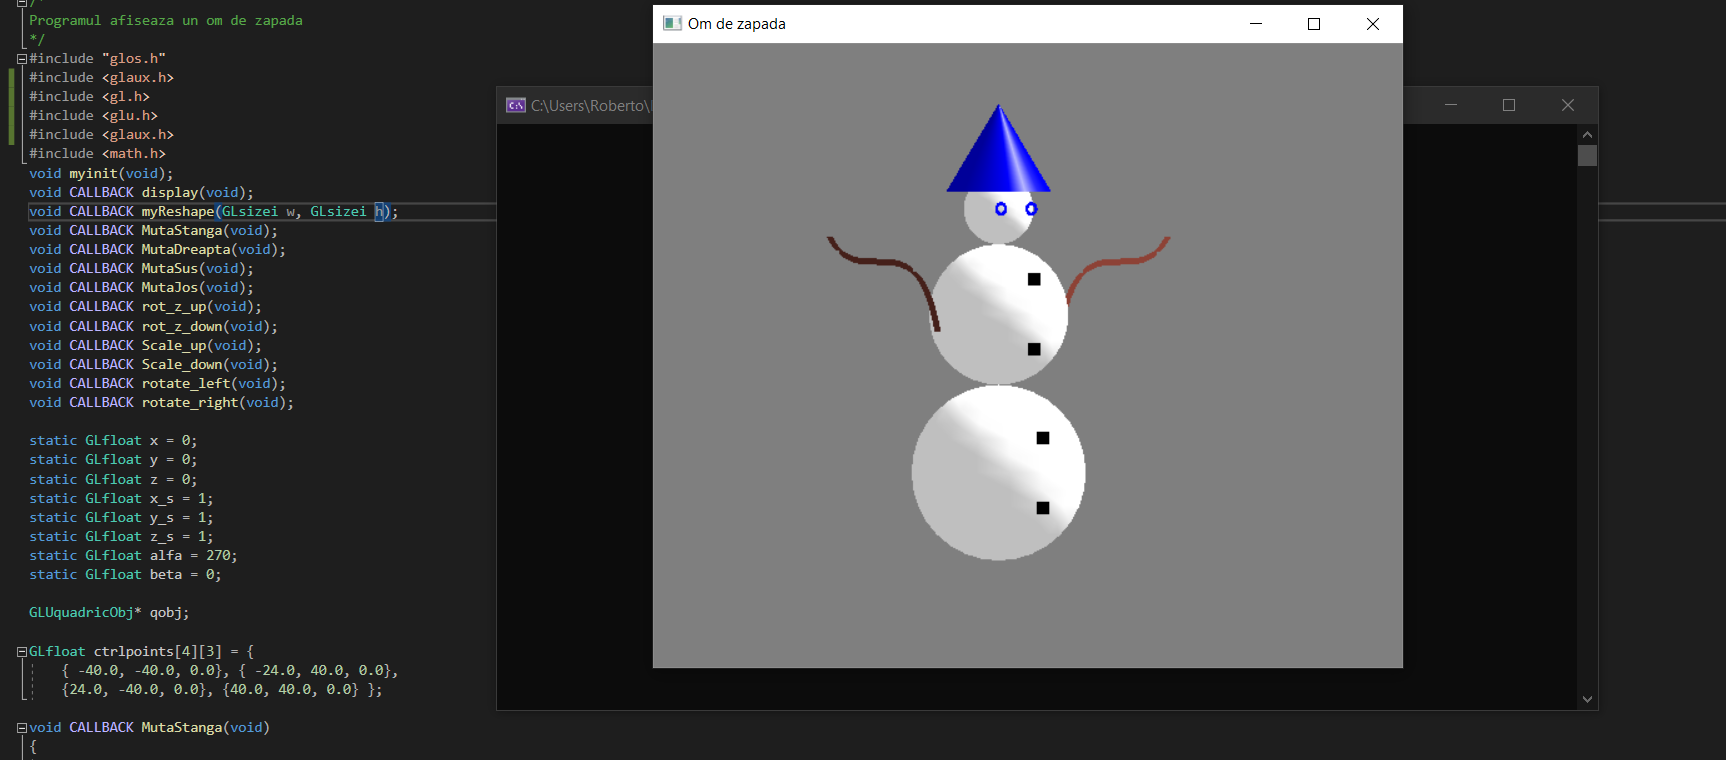 /*
Programul afiseaza un om de zapada
*/
#include "glos.h"
#include <glaux.h>
#include <gl.h>
#include <glu.h>
#include <glaux.h>
#include <math.h>
void myinit(void);
void CALLBACK display(void);
void CALLBACK myReshape(GLsizei w, GLsizei h);
void CALLBACK MutaStanga(void);
void CALLBACK MutaDreapta(void);
void CALLBACK MutaSus(void);
void CALLBACK MutaJos(void);
void CALLBACK rot_z_up(void);
void CALLBACK rot_z_down(void);
void CALLBACK Scale_up(void);
void CALLBACK Scale_down(void);
void CALLBACK rotate_left(void);
void CALLBACK rotate_right(void);
static GLfloat x = 0;
static GLfloat y = 0;
static GLfloat z = 0;
static GLfloat x_s = 1;
static GLfloat y_s = 1;
static GLfloat z_s = 1;
static GLfloat alfa = 270;
static GLfloat beta = 0;
GLUquadricObj* qobj;
GLfloat ctrlpoints[4][3] = {
{ -40.0, -40.0, 0.0}, { -24.0, 40.0, 0.0},
{24.0, -40.0, 0.0}, {40.0, 40.0, 0.0} };
void CALLBACK MutaStanga(void)
{
C:\Users\Roberto\
Om de zapada